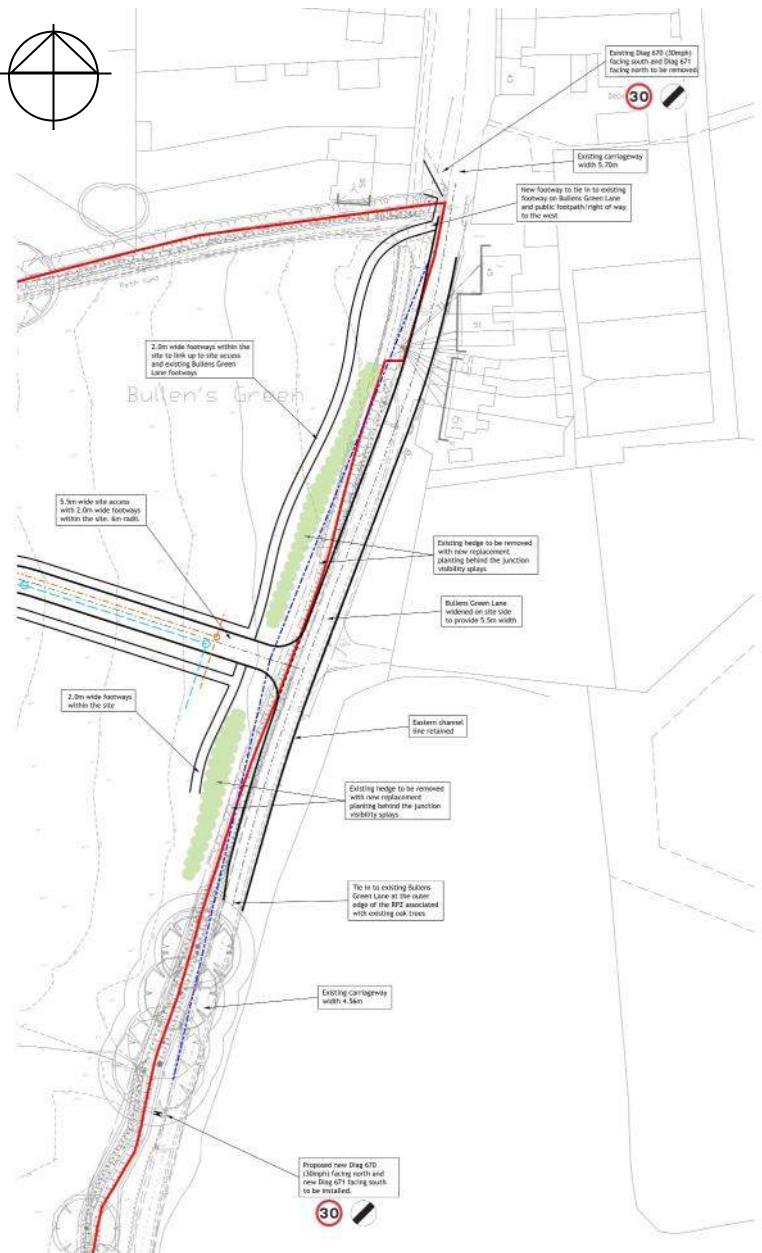 Existing Diag 670 (30mph)
facing south and Diag 671
facing north to be removed
30
Existing carriageway
width 5.70m
New footway to tie in to existing
footway on Bullens Green Lane
and public footpath/right of way
to the west
Path (um)
2.0m wide footways within the
site to link up to site access
and existing Bullens Green
Lane footways
Bullen's Green
5.5m wide site access
with 2.0m wide footways
within the site. 6m radii.
Existing hedge to be removed
with new replacement
planting behind the junction
visibility splays
Bullens Green Lane
widened on site side
to provide 5.5m width
2.0m wide footways
within the site
Eastern channel
line retained
Existing hedge to be removed
with new replacement
planting behind the junction
visibility splays
Tie in to existing Bullens
Green Lane at the outer
edge of the RPZ associated
with existing oak trees
Existing carriageway
width 4.56m
Proposed new Diag 670
(30mph) facing north and
new Diag 671 facing south
to be installed.
30